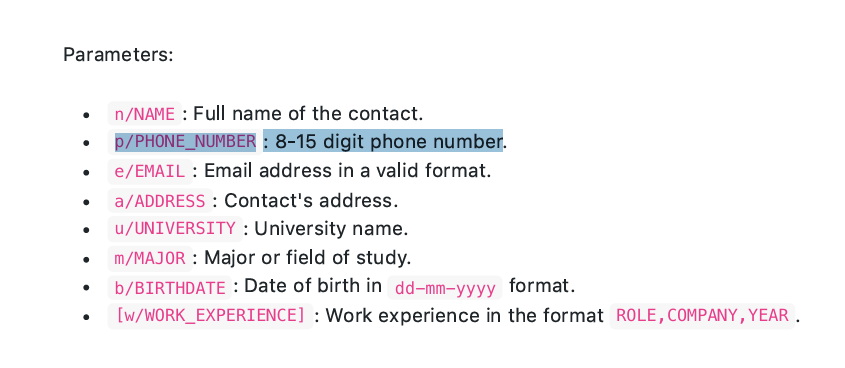 Parameters:
• n/NAME : Full name of the contact.
• p/PHONE_NUMBER : 8-15 digit phone number.
• e/EMAIL : Email address in a valid format.
• a/ADDRESS : Contact's address.
• u/UNIVERSITY : University name.
• m/MAJOR : Major or field of study.
• b/BIRTHDATE : Date of birth in dd-mm-yyyy format.
• [w/WORK_EXPERIENCE] : Work experience in the format ROLE,COMPANY,YEAR .